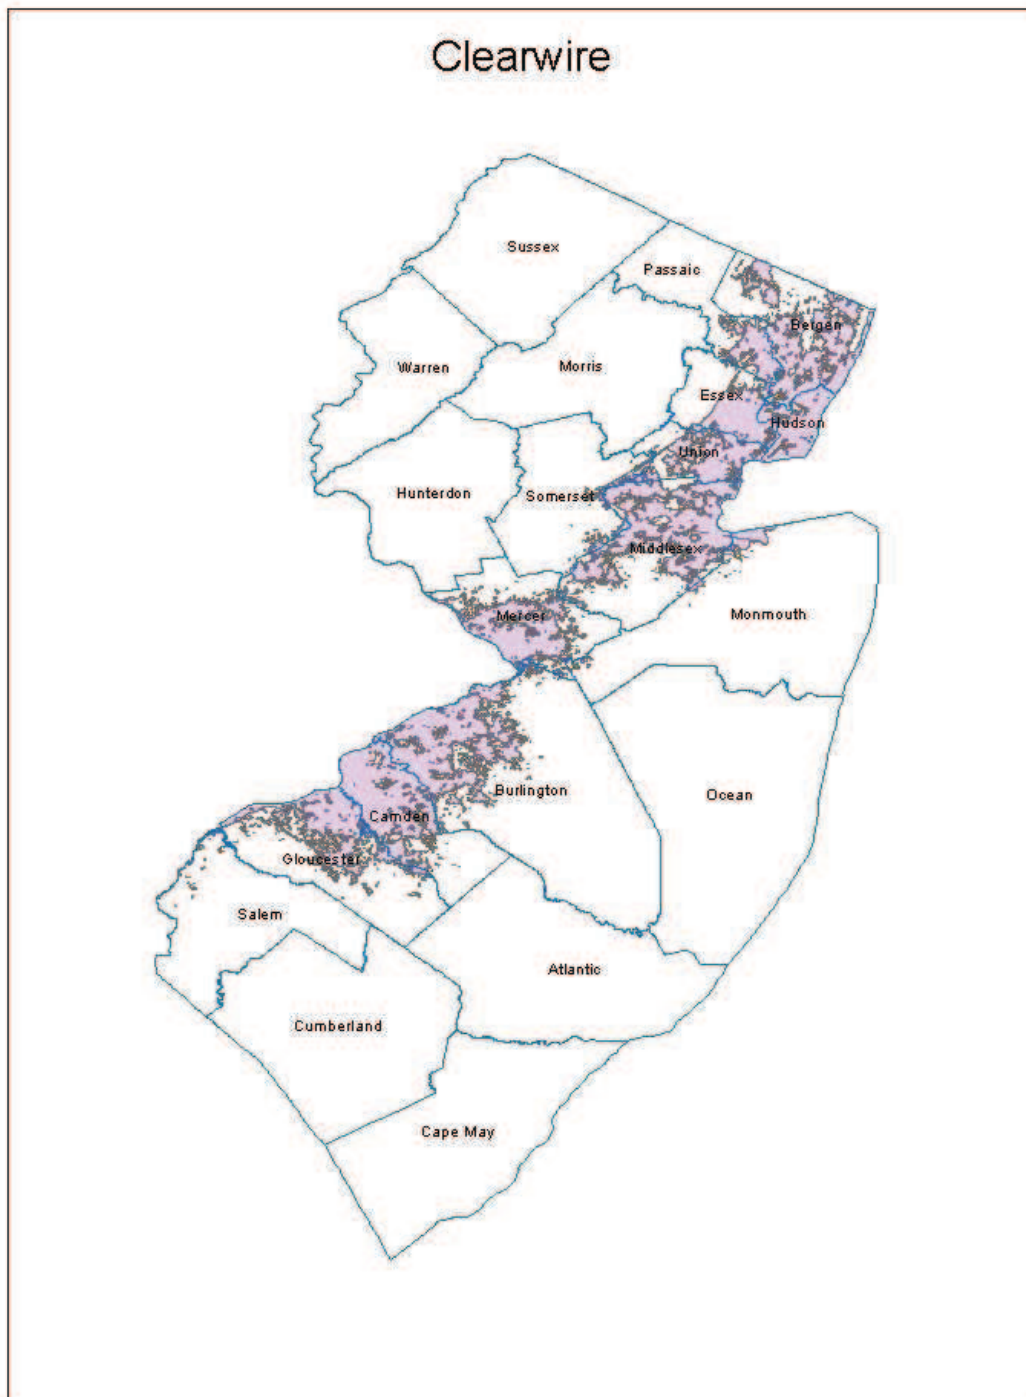 Clearwire
Sussex
Passaic
Bergen
Warren
Morris
Essex
Hudson
Union
Hunterdon
Somerset
Middlesex
Mercer
Monmouth
Burlington
Ocean
Camden
Gloucester
Salem
Atlantic
Cumberland
Cape May